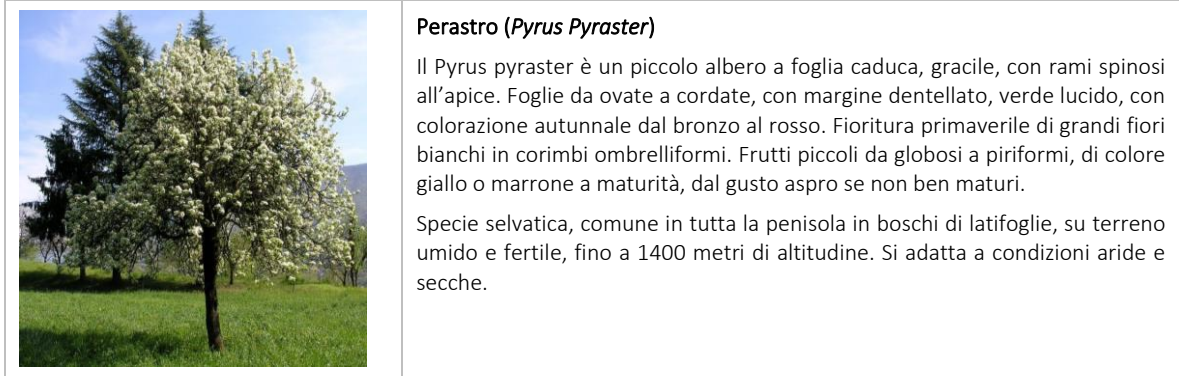 Perastro (Pyrus Pyraster)
Il Pyrus pyraster è un piccolo albero a foglia caduca, gracile, con rami spinosi
all’apice. Foglie da ovate a cordate, con margine dentellato, verde lucido, con
colorazione autunnale dal bronzo al rosso. Fioritura primaverile di grandi fiori
bianchi in corimbi ombrelliformi. Frutti piccoli da globosi a piriformi, di colore
giallo o marrone a maturità, dal gusto aspro se non ben maturi.
Specie selvatica, comune in tutta la penisola in boschi di latifoglie, su terreno
umido e fertile, fino a 1400 metri di altitudine. Si adatta a condizioni aride e
secche.